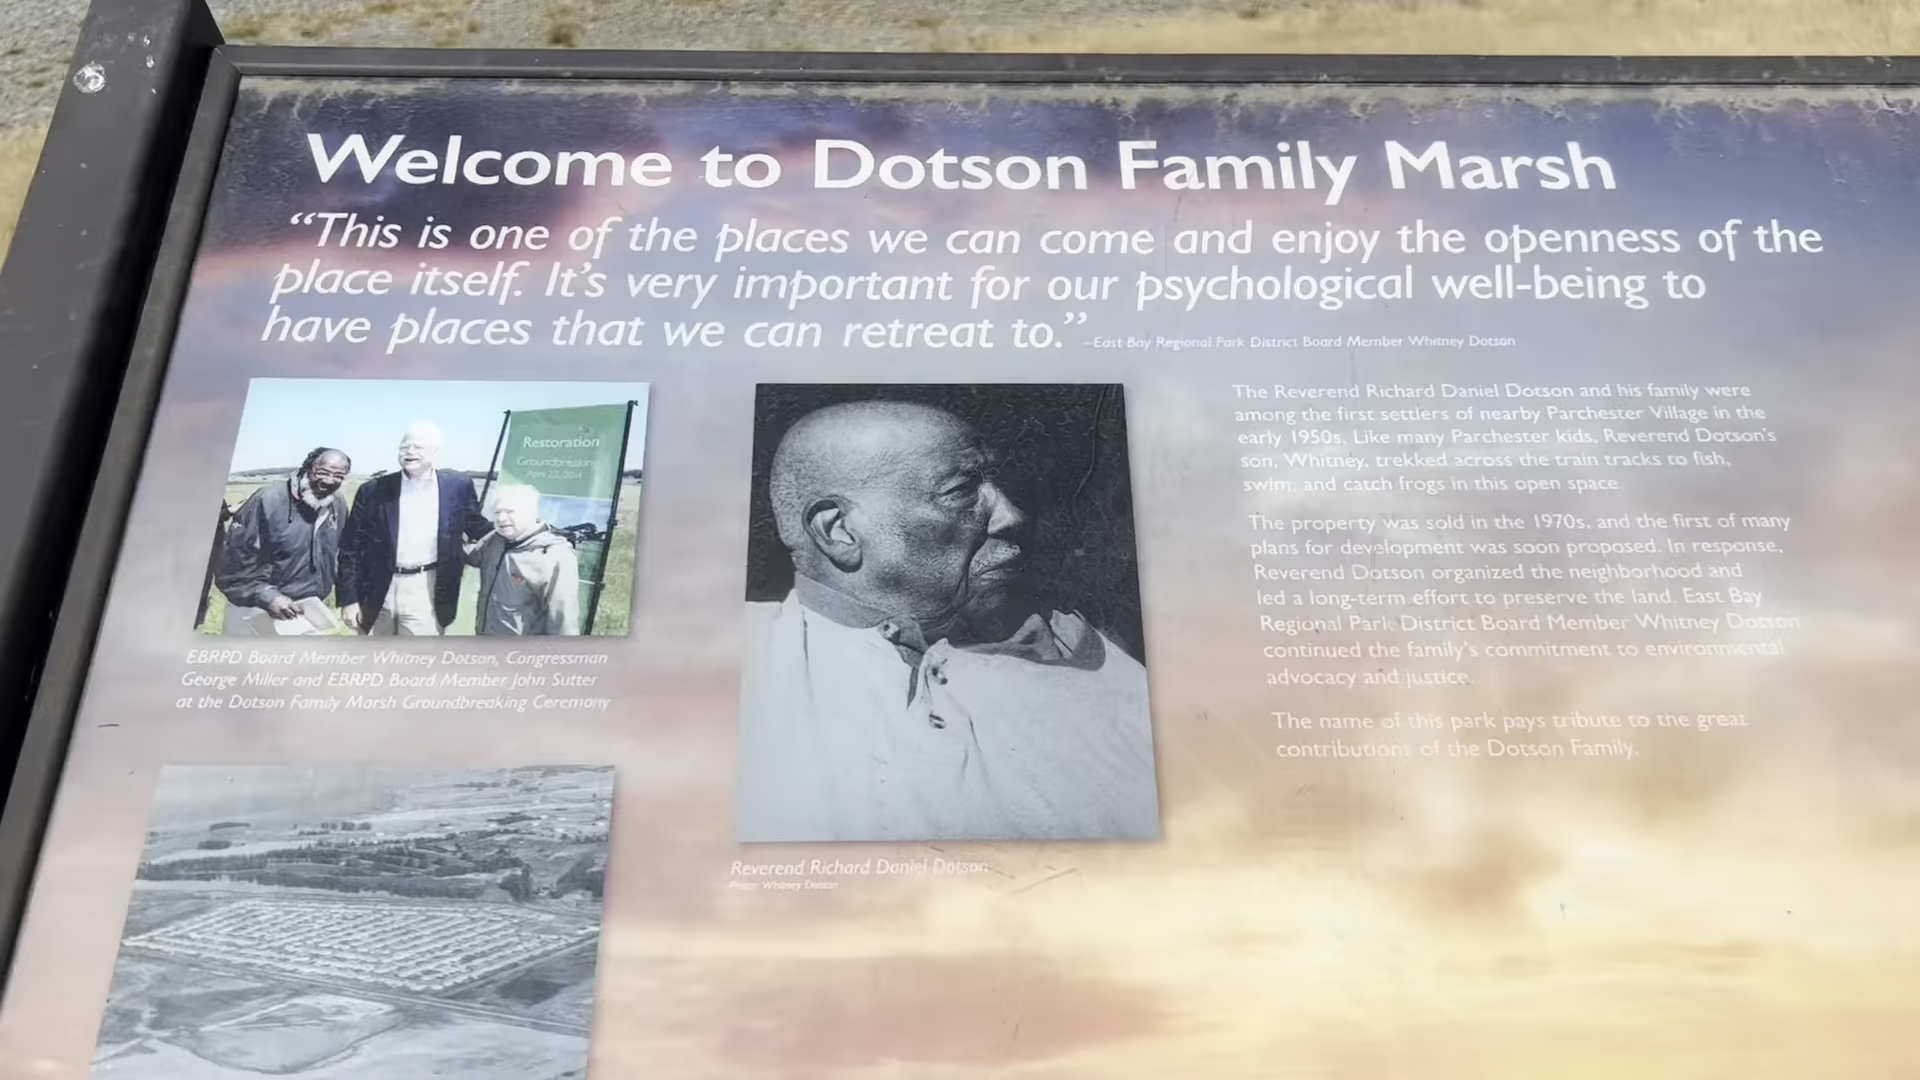 Welcome to Dotson Family Marsh
“This is one of the places we can come and enjoy the openness of the
place itself. It’s very important for our psychological well-being to
have places that we can retreat to.” –East Bay Regional Park District Board Member Whitney Dotson
Restoration
Groundbreaking
April 22, 2014
EBRPD Board Member Whitney Dotson, Congressman
George Miller and EBRPD Board Member John Sutter
at the Dotson Family Marsh Groundbreaking Ceremony
Reverend Richard Daniel Dotson
Photo: Whitney Dotson
The Reverend Richard Daniel Dotson and his family were
among the first settlers of nearby Parchester Village in the
early 1950s. Like many Parchester kids, Reverend Dotson’s
son, Whitney, trekked across the train tracks to fish,
swim, and catch frogs in this open space.
The property was sold in the 1970s, and the first of many
plans for development was soon proposed. In response,
Reverend Dotson organized the neighborhood and
led a long-term effort to preserve the land. East Bay
Regional Park District Board Member Whitney Dotson
continued the family’s commitment to environmental
advocacy and justice.
The name of this park pays tribute to the great
contributions of the Dotson Family.